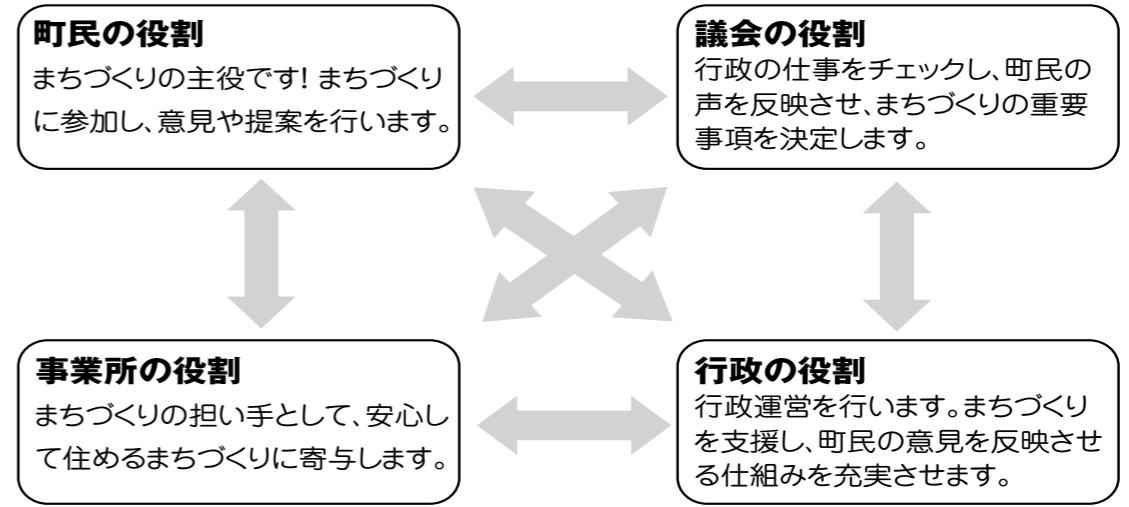 町民の役割
まちづくりの主役です! まちづくり
に参加し、意見や提案を行います。
議会の役割
行政の仕事をチェックし、町民の
声を反映させ、まちづくりの重要
事項を決定します。
事業所の役割
まちづくりの担い手として、安心し
て住めるまちづくりに寄与します。
行政の役割
行政運営を行います。まちづくり
を支援し、町民の意見を反映させ
る仕組みを充実させます。